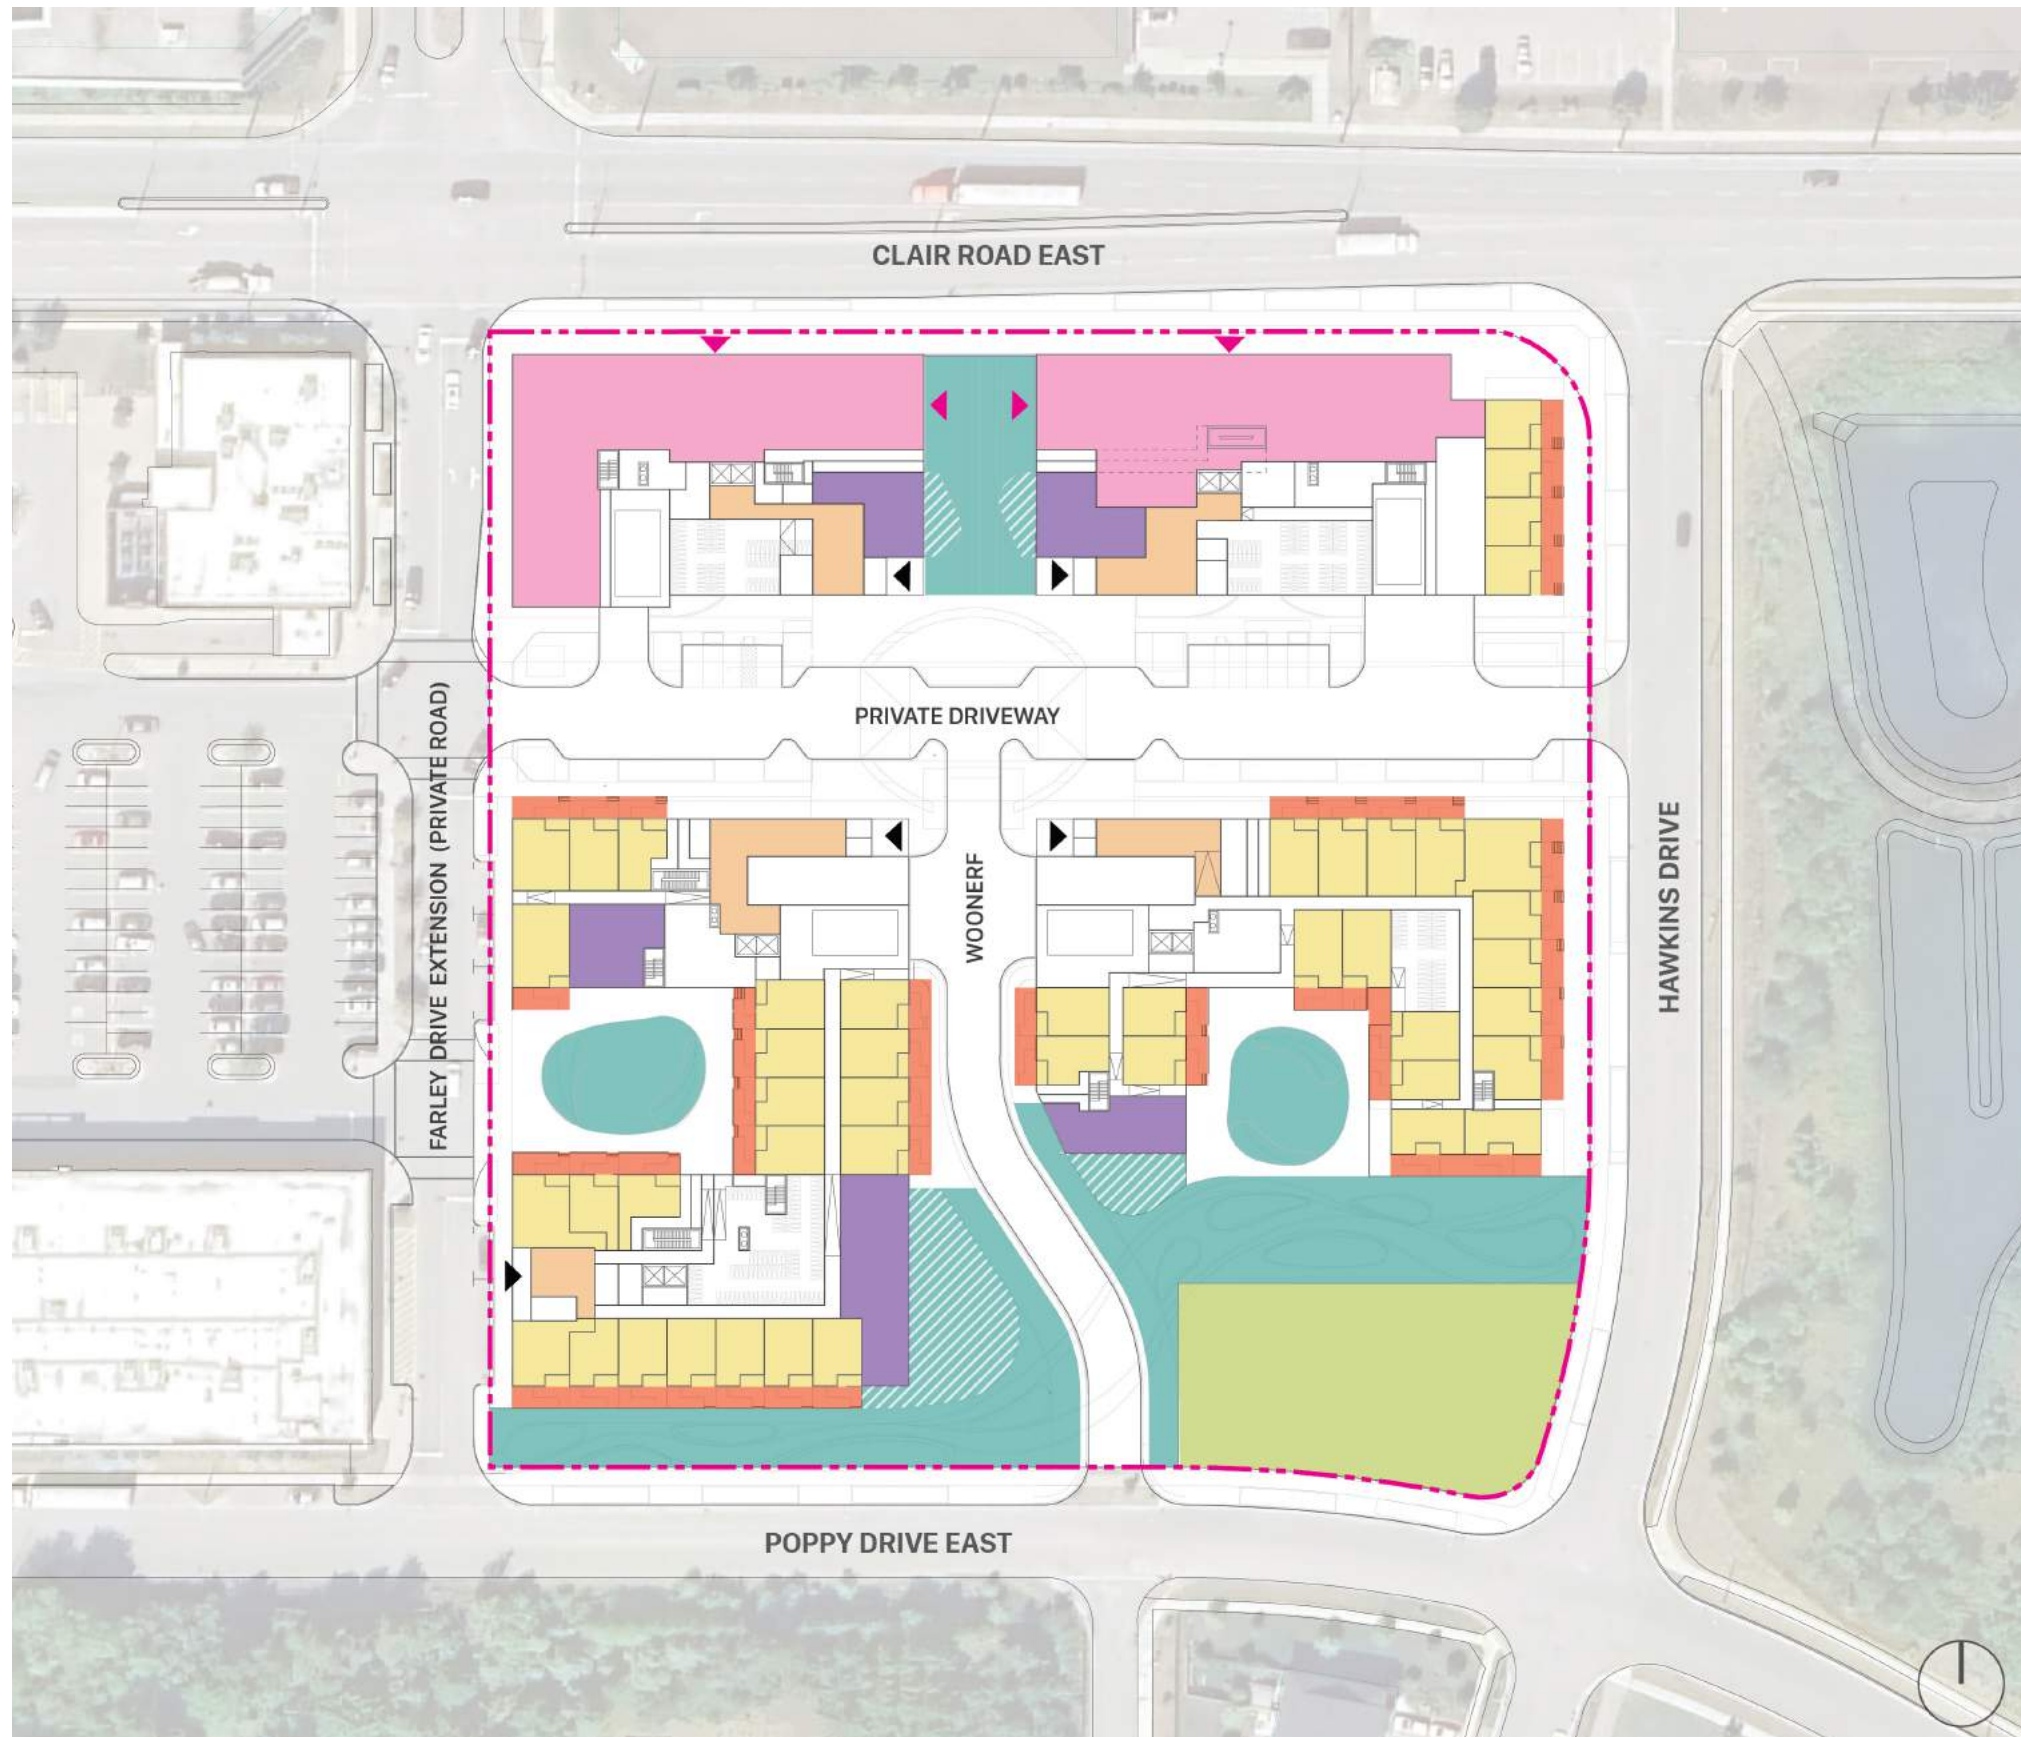 CLAIR ROAD EAST
PRIVATE DRIVEWAY
FARLEY DRIVE EXTENSION (PRIVATE ROAD)
WOONERF
HAWKINS DRIVE
POPPY DRIVE EAST